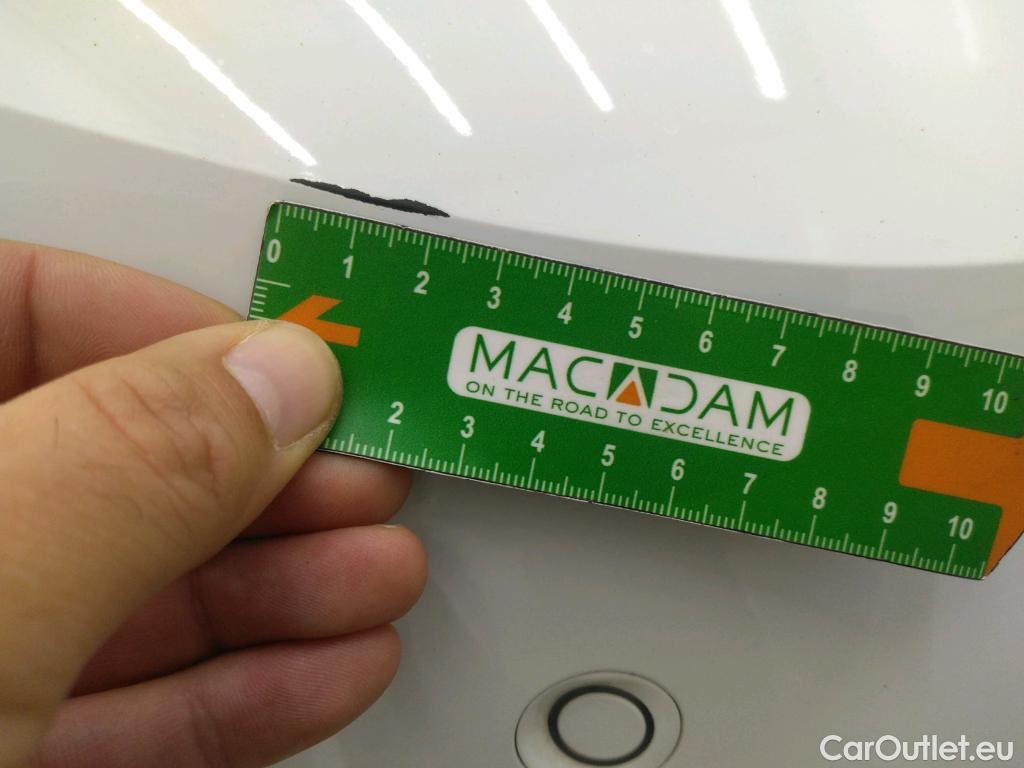 0 1 2 3 4 5 6 7 8 9 10
MACADAM
ON THE ROAD TO EXCELLENCE
2 3 4 5 6 7 8 9 10
CarOutlet.eu